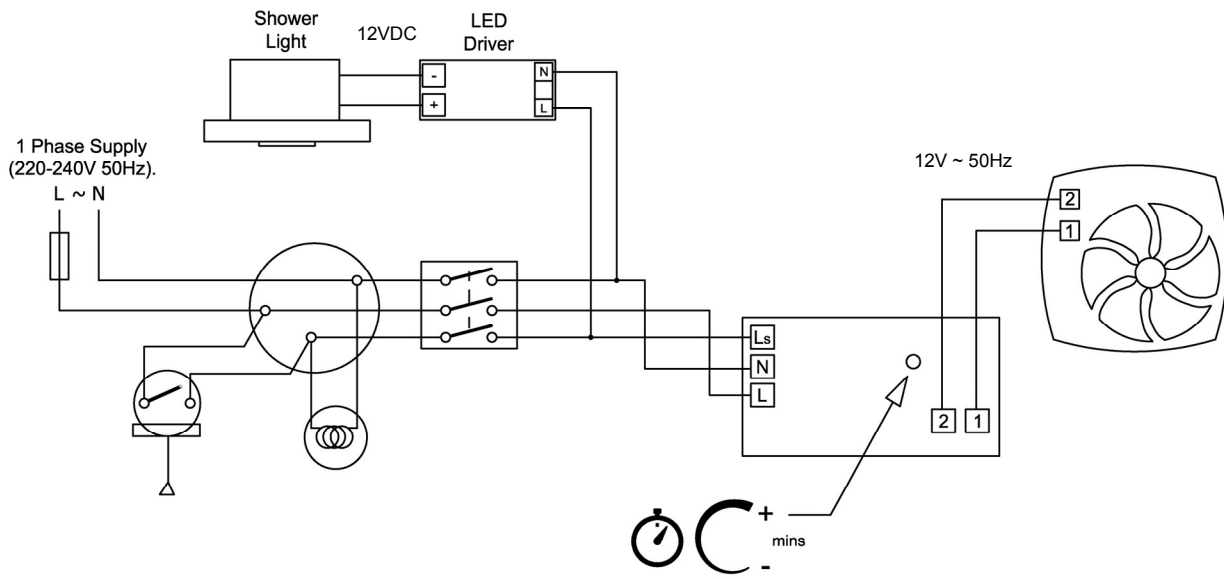 Shower
Light
12VDC
LED
Driver
-
N
+
L
1 Phase Supply
(220-240V 50Hz).
L ~ N
12V ~ 50Hz
2
1
Ls
N
L
2 1
+
mins
-